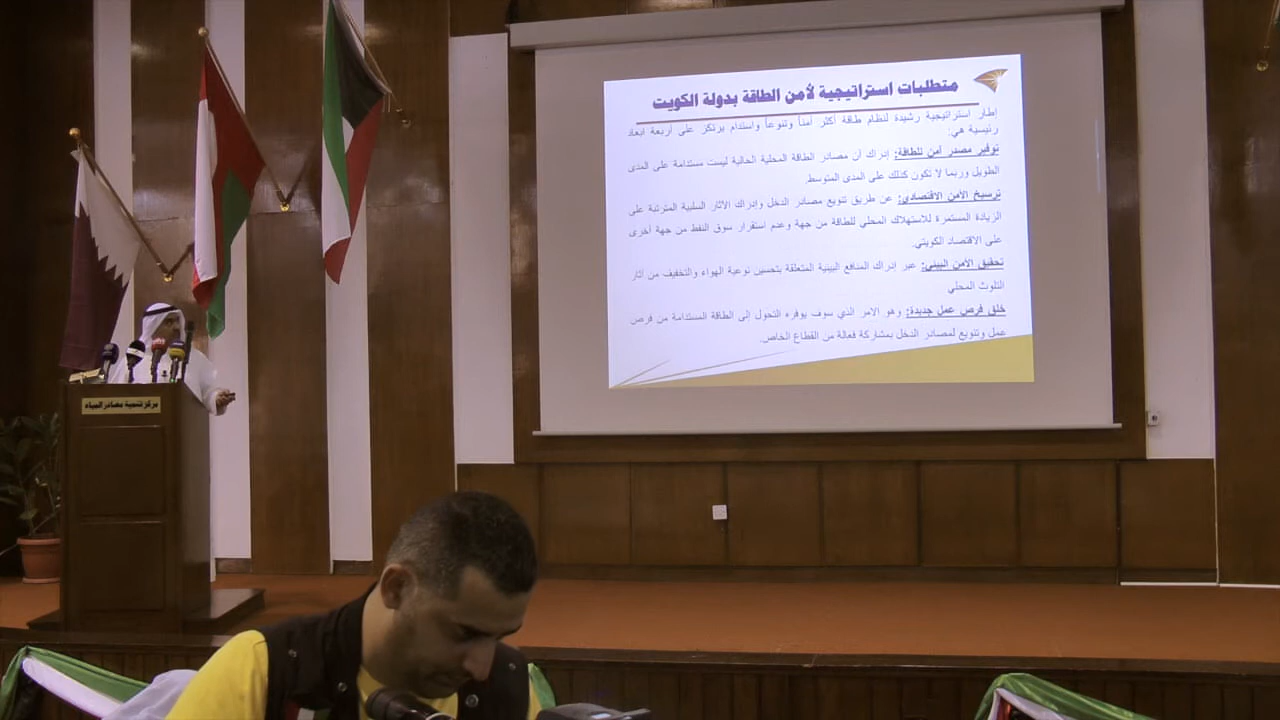 متطلبات استراتيجية لأمن الطاقة بدولة الكويت
إطار استراتيجية رشيدة لنظام طاقة أكثر أمناً وتنوعاً واستدام يرتكز على أربعة ابعاد
رئيسية هي:
توفير مصدر آمن للطاقة: إدراك أن مصادر الطاقة المحلية الحالية ليست مستدامة على المدى
الطويل وربما لا تكون كذلك على المدى المتوسط.
ترسيخ الأمن الاقتصادي: عن طريق تنويع مصادر الدخل وإدراك الآثار السلبية المترتبة على
الزيادة المستمرة للاستهلاك المحلي للطاقة من جهة وعدم استقرار سوق النفط من جهة أخرى
على الاقتصاد الكويتي.
تحقيق الأمن البيئي: عبر إدراك المنافع البيئية المتعلقة بتحسين نوعية الهواء والتخفيف من آثار
التلوث المحلي
خلق فرص عمل جديدة: وهو الامر الذي سوف يوفره التحول إلى الطاقة المستدامة من فرص
عمل وتنويع لمصادر الدخل بمشاركة فعالة من القطاع الخاص.
مركز تنمية مصادر المياه